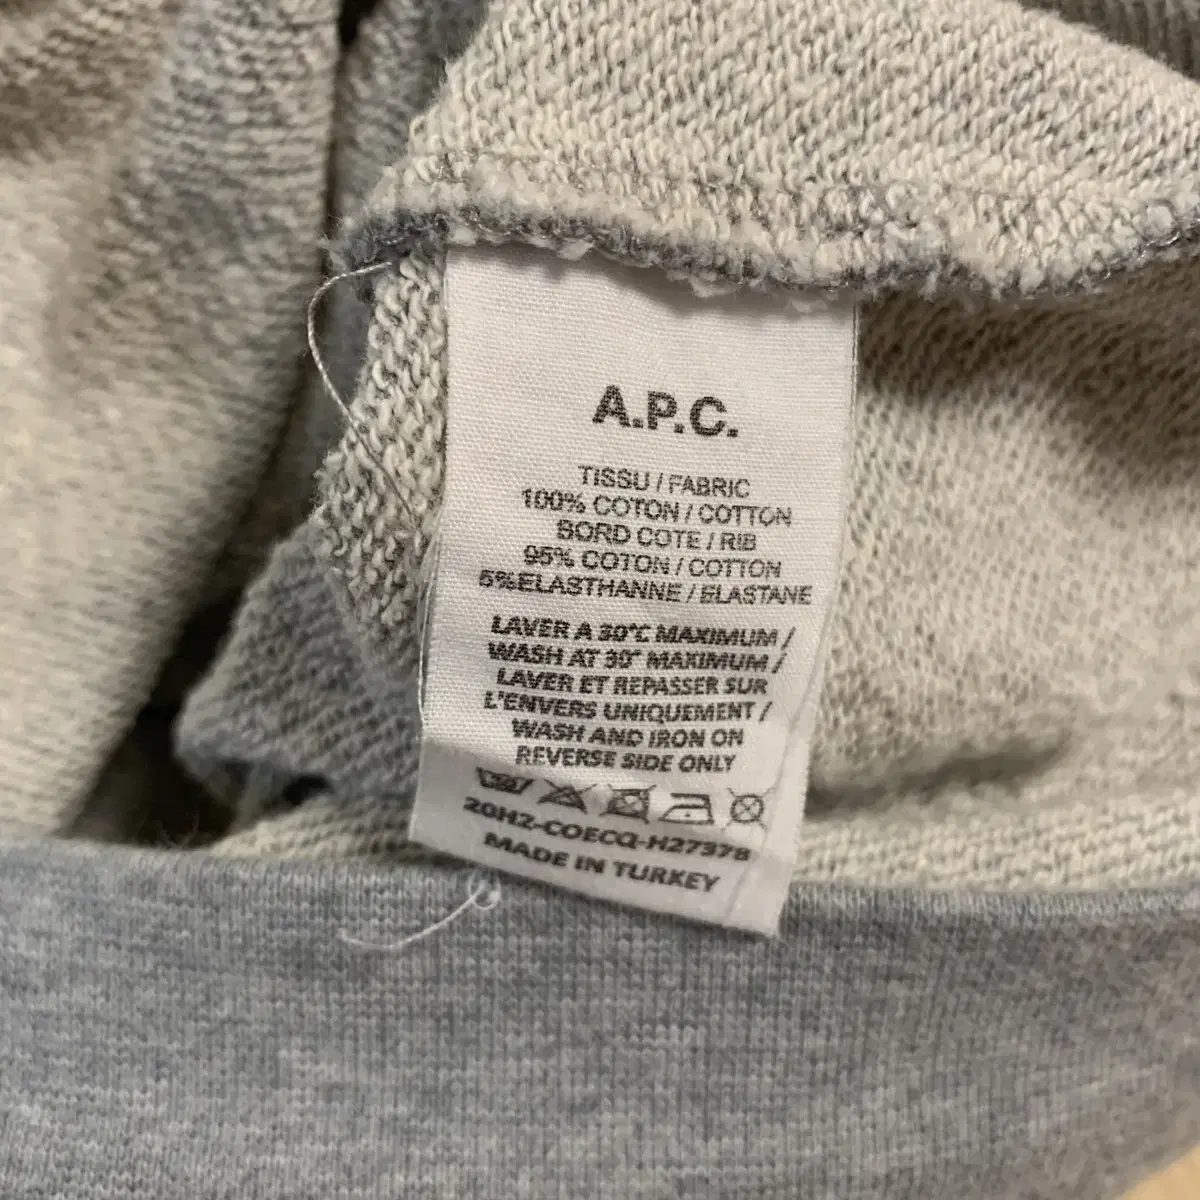 A.P.C.
TISSU / FABRIC
100% COTON / COTTON
BORD COTE / RIB
95% COTON / COTTON
5%ELASTHANNE / ELASTANE
LAVER A 30°C MAXIMUM /
WASH AT 30° MAXIMUM /
LAVER ET REPASSER SUR
L'ENVERS UNIQUEMENT /
WASH AND IRON ON
REVERSE SIDE ONLY
20H2-COECQ-H27378
MADE IN TURKEY